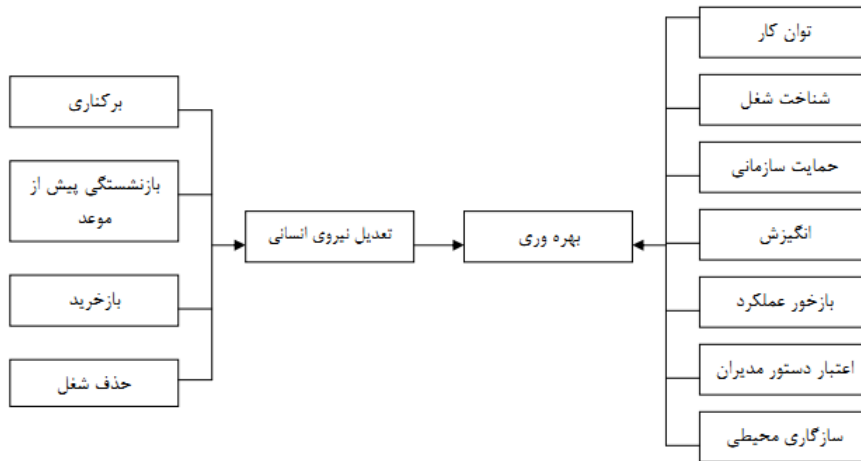 توان کار
شناخت شغل
حمایت سازمانی
انگیزش
بازخور عملکرد
اعتبار دستور مدیران
سازگاری محیطی
بهره وری
تعدیل نیروی انسانی
برکناری
بازنشستگی پیش از
موعد
بازخرید
حذف شغل